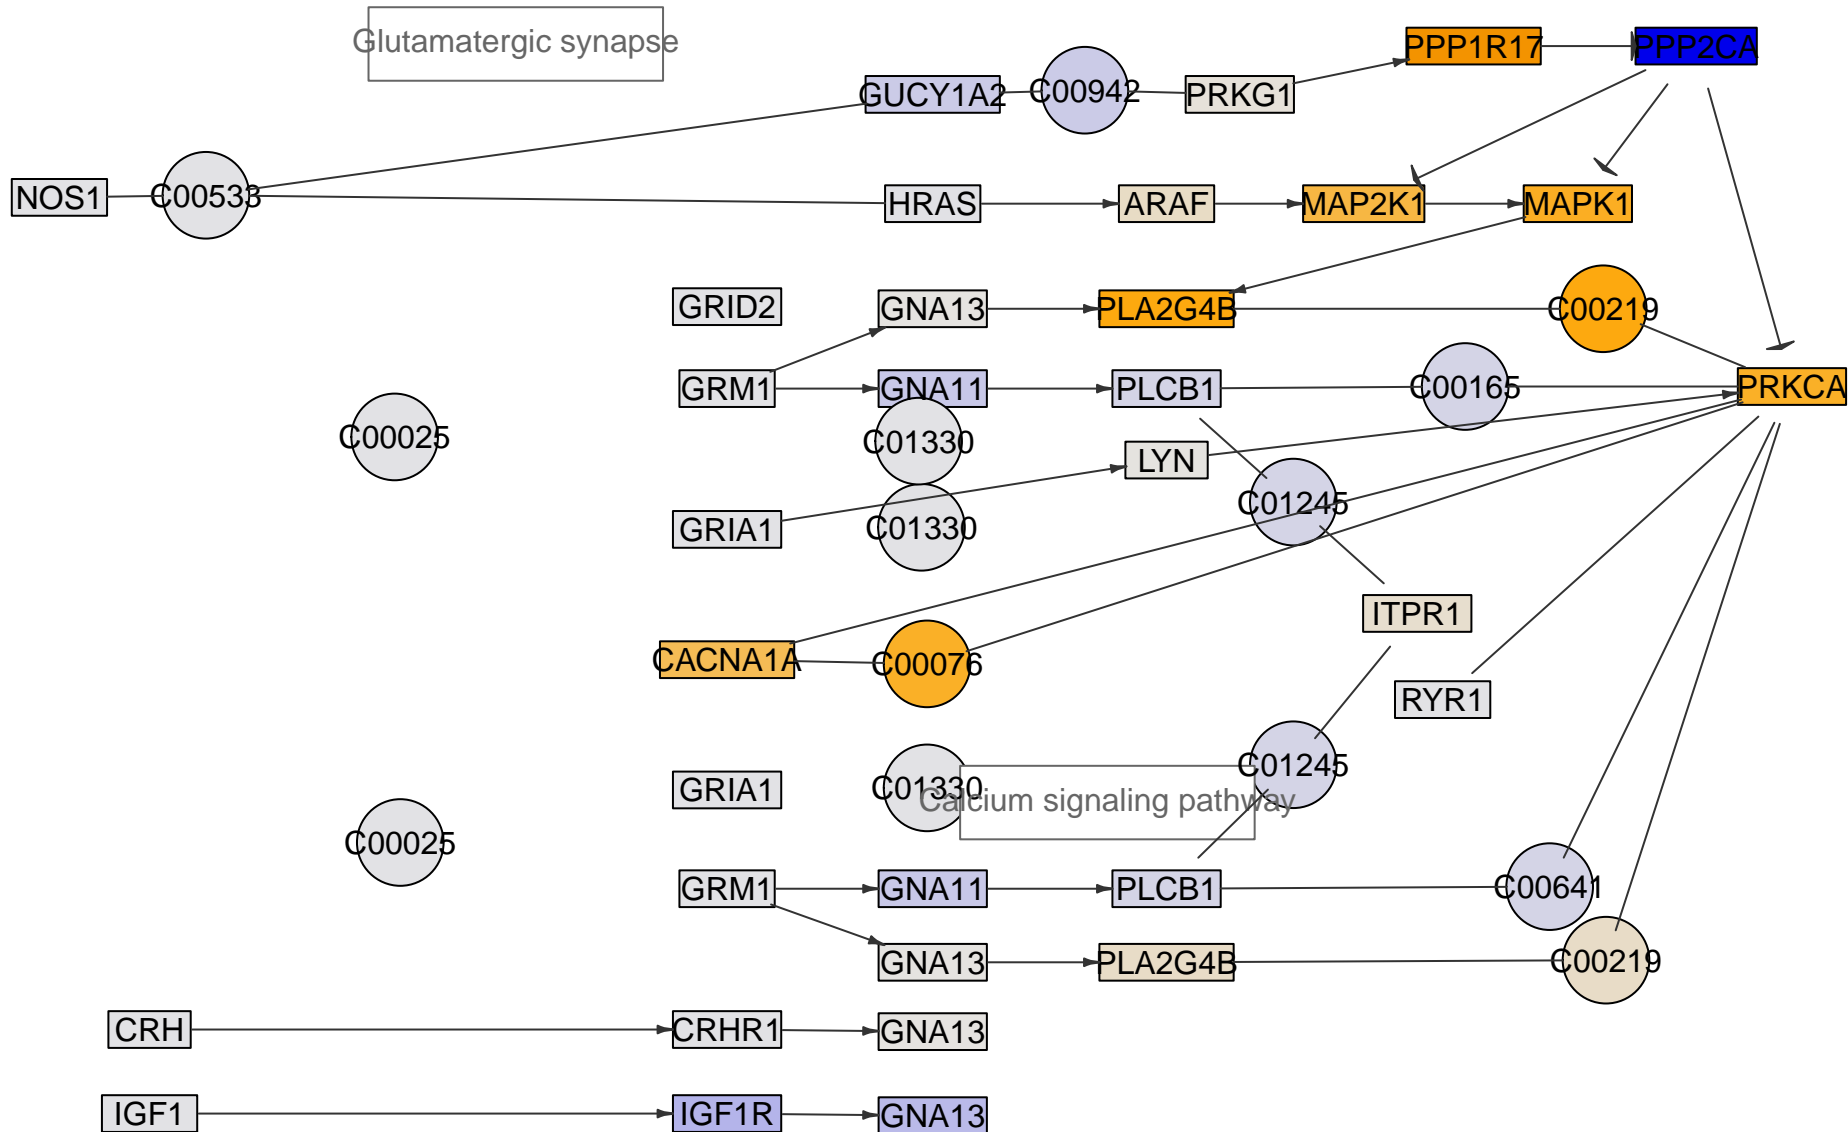 Glutamatergic synapse
PPP1R17
PPP2CA
GUCY1A2
C00942
PRKG1
NOS1
C00533
HRAS
ARAF
MAP2K1
MAPK1
GRID2
GNA13
PLA2G4B
C00219
GRM1
GNA11
PLCB1
C00165
PRKCA
C00025
C01330
LYN
C01245
GRIA1
C01330
ITPR1
CACNA1A
C00076
RYR1
C01245
GRIA1
C01330
Calcium signaling pathway
C00025
GRM1
GNA11
PLCB1
C00641
GNA13
PLA2G4B
C00219
CRH
CRHR1
GNA13
IGF1
IGF1R
GNA13